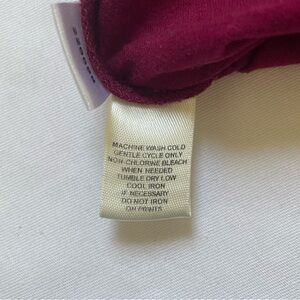 MACHINE WASH COLD
GENTLE CYCLE ONLY
NON-CHLORINE BLEACH
WHEN NEEDED
TUMBLE DRY LOW
COOL IRON
IF NECESSARY
DO NOT IRON
ON PRINTS